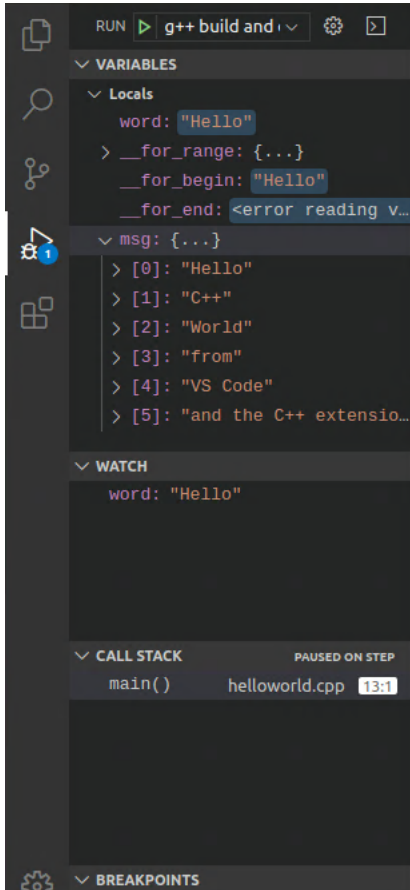 RUN g++ build and
VARIABLES
Locals
word: "Hello"
__for_range: {...}
__for_begin: "Hello"
__for_end: <error reading v…
msg: {...}
[0]: "Hello"
[1]: "C++"
[2]: "World"
[3]: "from"
[4]: "VS Code"
[5]: "and the C++ extensio…
WATCH
word: "Hello"
CALL STACK PAUSED ON STEP
main() helloworld.cpp 13:1
BREAKPOINTS
1